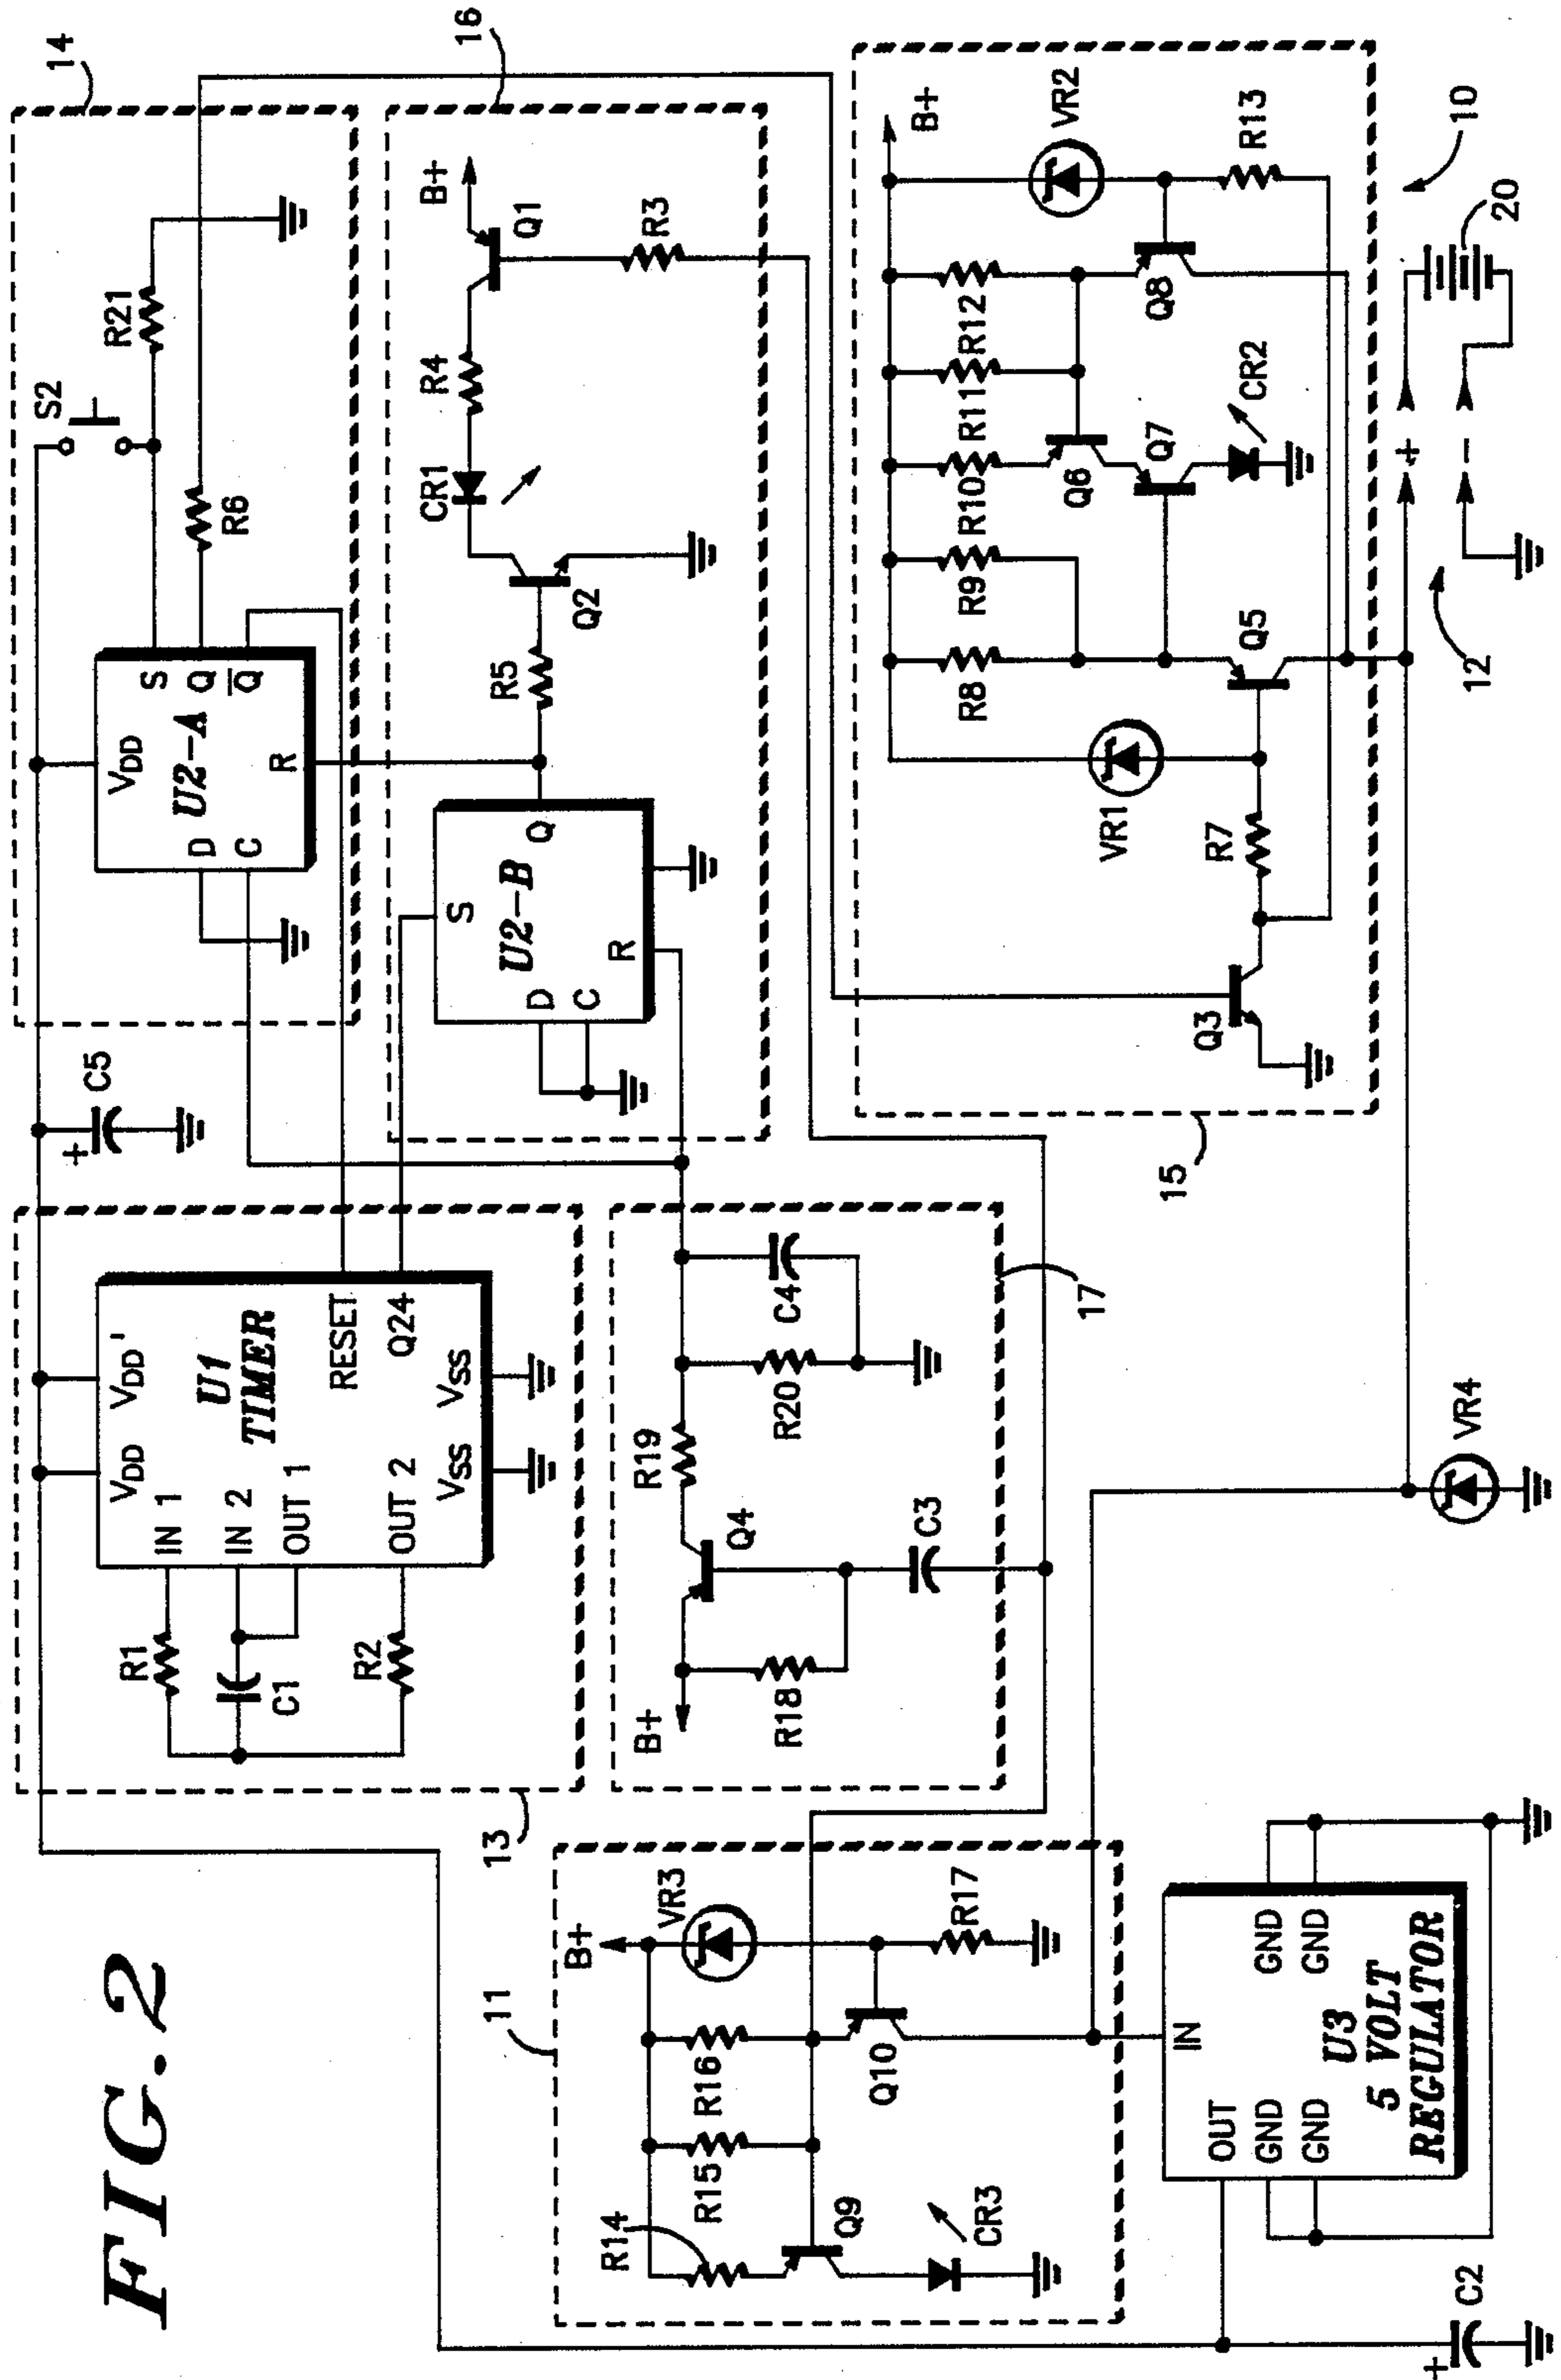 FIG. 2
14
S2
R21
R6
VDD
S
Q
Q̅
U2-A
D
C
R
C5
+
16
B+
Q1
R3
R4
CR1
Q2
R5
Q
S
U2-B
D
C
R
VDD
VDD'
IN 1
U1
TIMER
IN 2
OUT 1
RESET
OUT 2
Q24
VSS
VSS
R1
C1
R2
13
B+
Q4
R18
R19
R20
C4
C3
17
15
B+
VR2
R13
R12
R11
R10
R9
R8
Q8
Q6
Q7
CR2
Q5
VR1
R7
Q3
10
20
+
-
12
VR4
11
B+
VR3
R17
R16
R15
R14
Q10
Q9
CR3
IN
OUT
GND
GND
GND
GND
U3
5 VOLT
REGULATOR
C2
+